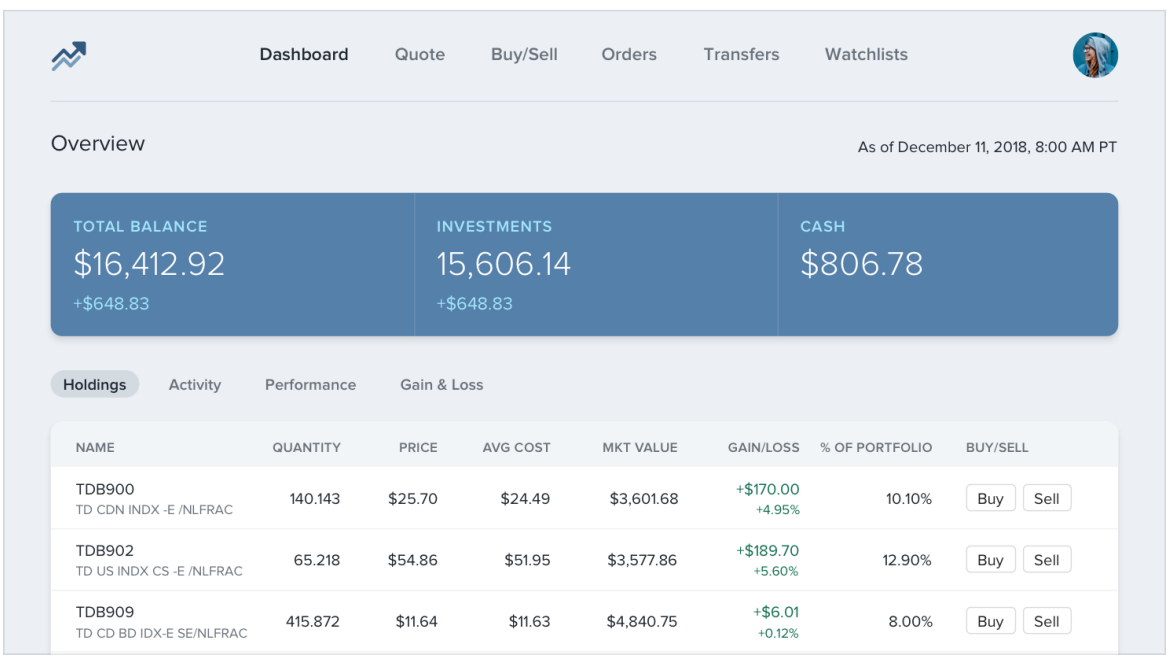 Dashboard Quote Buy/Sell Orders Transfers Watchlists
Overview As of December 11, 2018, 8:00 AM PT
TOTAL BALANCE INVESTMENTS CASH
$16,412.92 15,606.14 $806.78
+$648.83 +$648.83
Holdings Activity Performance Gain & Loss
NAME QUANTITY PRICE AVG COST MKT VALUE GAIN/LOSS % OF PORTFOLIO BUY/SELL
TDB900 140.143 $25.70 $24.49 $3,601.68 +$170.00 10.10% Buy Sell
TD CDN INDX -E /NLFRAC +4.95%
TDB902 65.218 $54.86 $51.95 $3,577.86 +$189.70 12.90% Buy Sell
TD US INDX CS -E /NLFRAC +5.60%
TDB909 415.872 $11.64 $11.63 $4,840.75 +$6.01 8.00% Buy Sell
TD CD BD IDX-E SE/NLFRAC +0.12%